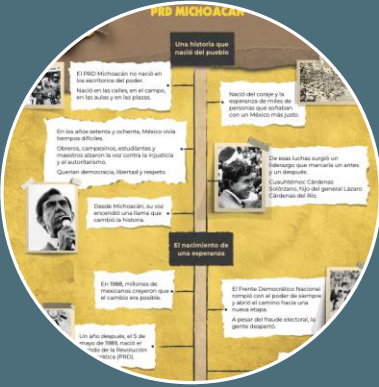 PRD MICHOACÁN
Una historia que
nació del pueblo
El PRD Michoacán no nació en
los escritorios del poder.
Nació en las calles, en el campo,
en las aulas y en las plazas.
Nació del coraje y la
esperanza de miles de
personas que soñaban
con un México más justo.
En los años setenta y ochenta, México vivía
tiempos difíciles.
Obreros, campesinos, estudiantes y
maestros alzaron la voz contra la injusticia
y el autoritarismo.
Querían democracia, libertad y respeto.
De esas luchas surgió un
liderazgo que marcaría un antes
y un después.
Cuauhtémoc Cárdenas
Solórzano, hijo del general Lázaro
Cárdenas del Río.
Desde Michoacán, su voz
encendió una llama que
cambió la historia.
El nacimiento de
una esperanza
En 1988, millones de
mexicanos creyeron que
el cambio era posible.
El Frente Democrático Nacional
rompió con el poder de siempre
y abrió el camino hacia una
nueva etapa.
A pesar del fraude electoral, la
gente despertó.
Un año después, el 5 de
mayo de 1989, nació el
de la Revolución
(PRD).